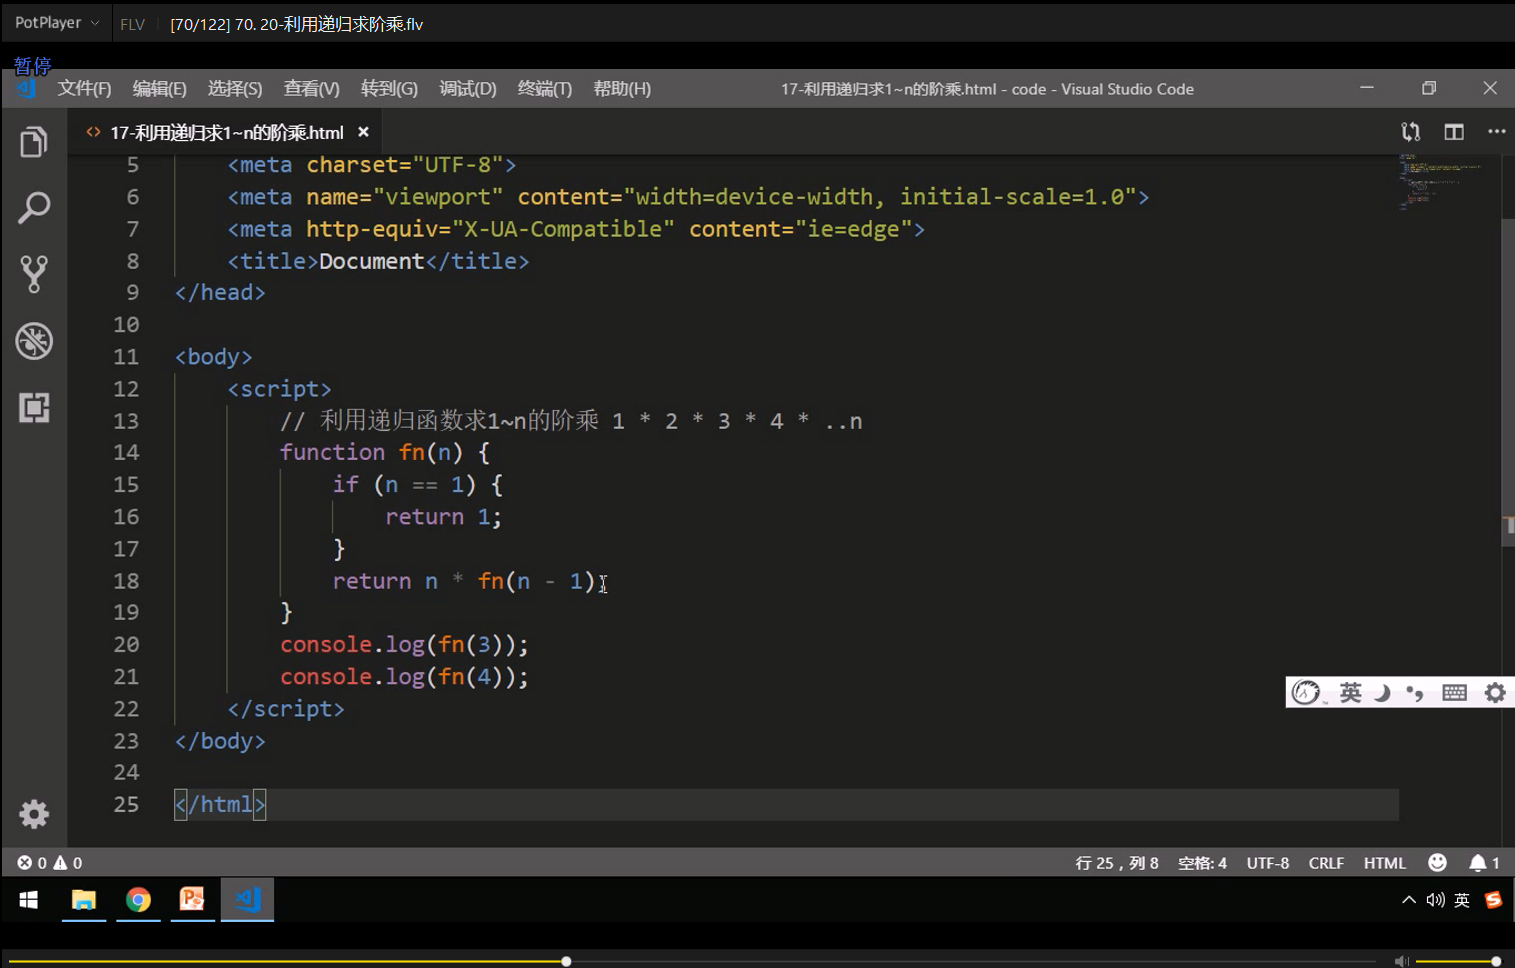 PotPlayer FLV [70/122] 70. 20-利用递归求阶乘.flv
暂停
文件(F) 编辑(E) 选择(S) 查看(V) 转到(G) 调试(D) 终端(T) 帮助(H) 17-利用递归求1~n的阶乘.html - code - Visual Studio Code
<> 17-利用递归求1~n的阶乘.html ×
5 <meta charset="UTF-8">
6 <meta name="viewport" content="width=device-width, initial-scale=1.0">
7 <meta http-equiv="X-UA-Compatible" content="ie=edge">
8 <title>Document</title>
9 </head>
10
11 <body>
12 <script>
13 // 利用递归函数求1~n的阶乘 1 * 2 * 3 * 4 * ..n
14 function fn(n) {
15 if (n == 1) {
16 return 1;
17 }
18 return n * fn(n - 1);
19 }
20 console.log(fn(3));
21 console.log(fn(4));
22 </script>
23 </body>
24
25 </html>
英
0 0 行 25，列 8 空格: 4 UTF-8 CRLF HTML 1
英